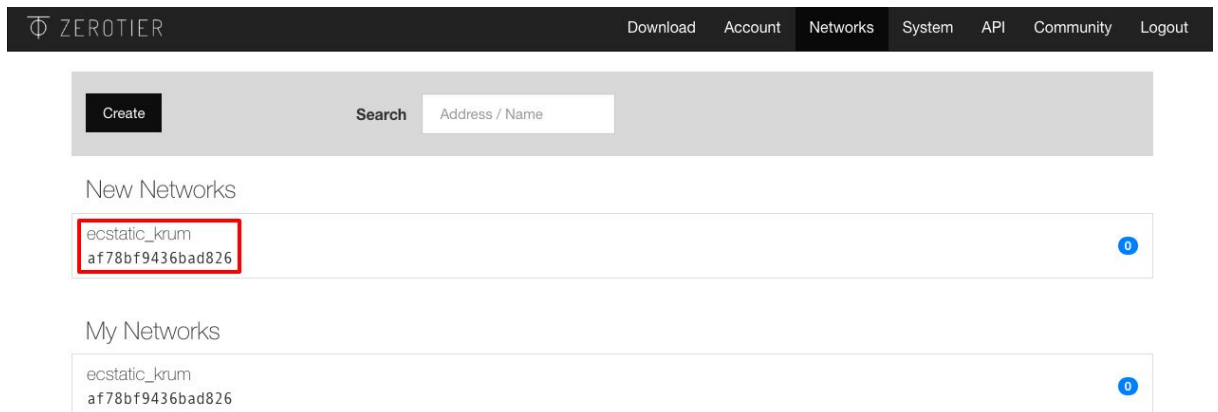 ZEROTIER Download Account Networks System API Community Logout
Create Search Address / Name
New Networks
ecstatic_krum
0
af78bf9436bad826
My Networks
ecstatic_krum
0
af78bf9436bad826